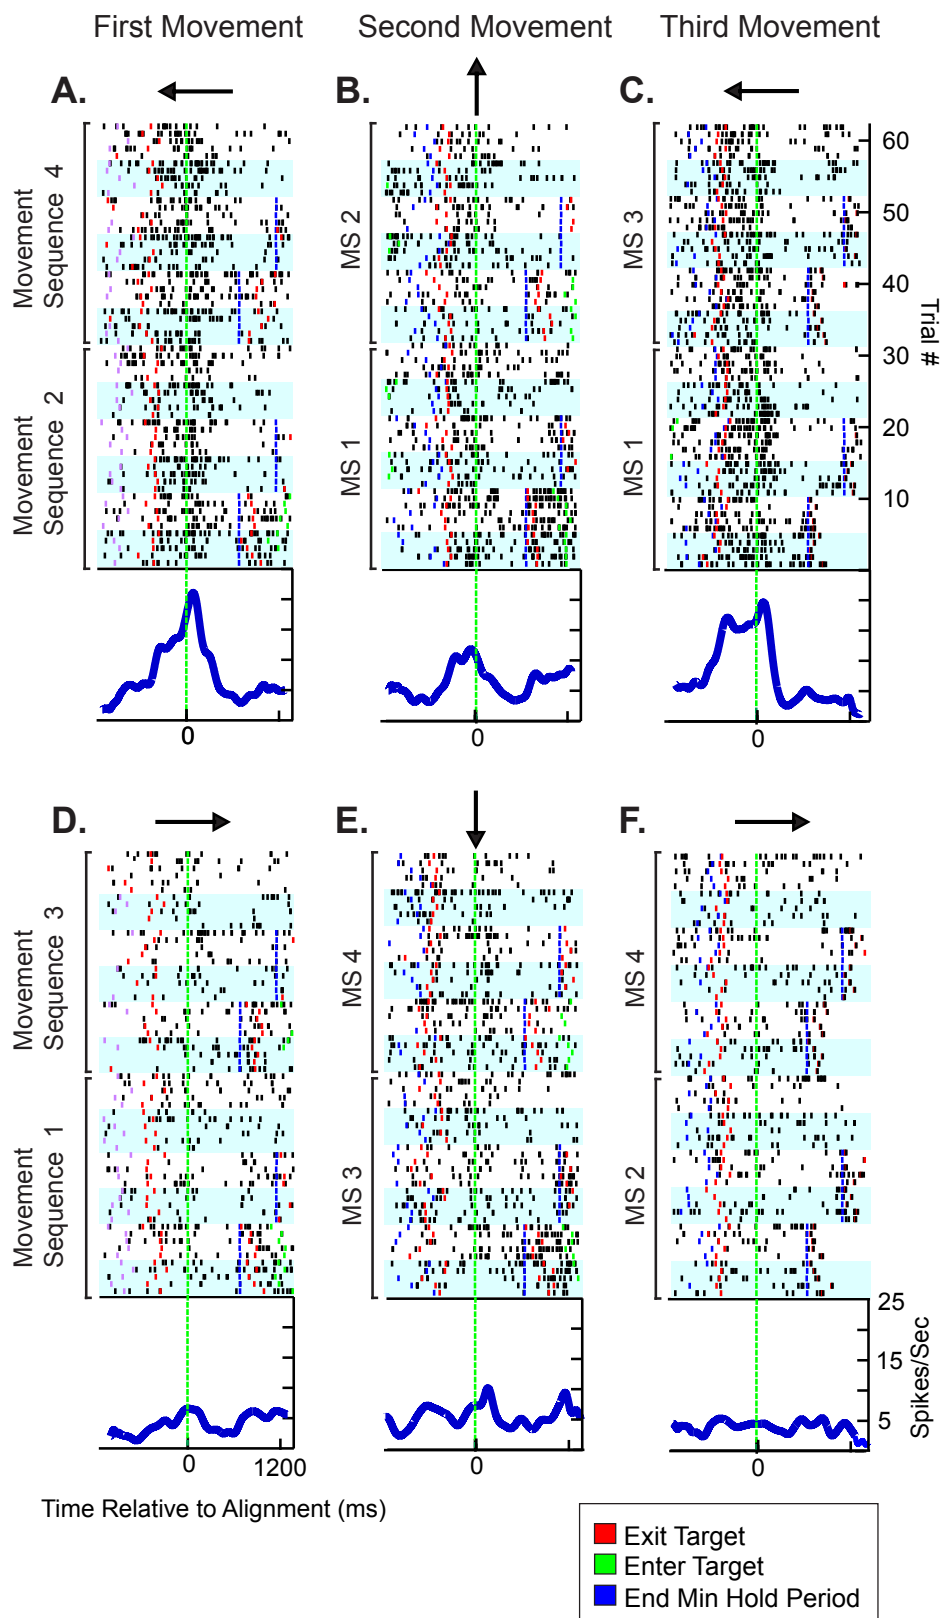 First Movement
Second Movement
Third Movement
A.
B.
C.
Movement
Sequence 4
Movement
Sequence 2
MS 2
MS 1
MS 3
MS 1
60
50
40
30
20
10
Trial #
0
0
0
D.
E.
F.
Movement
Sequence 3
Movement
Sequence 1
MS 4
MS 3
MS 4
MS 2
25
15
5
Spikes/Sec
0
1200
0
0
Time Relative to Alignment (ms)
Exit Target
Enter Target
End Min Hold Period